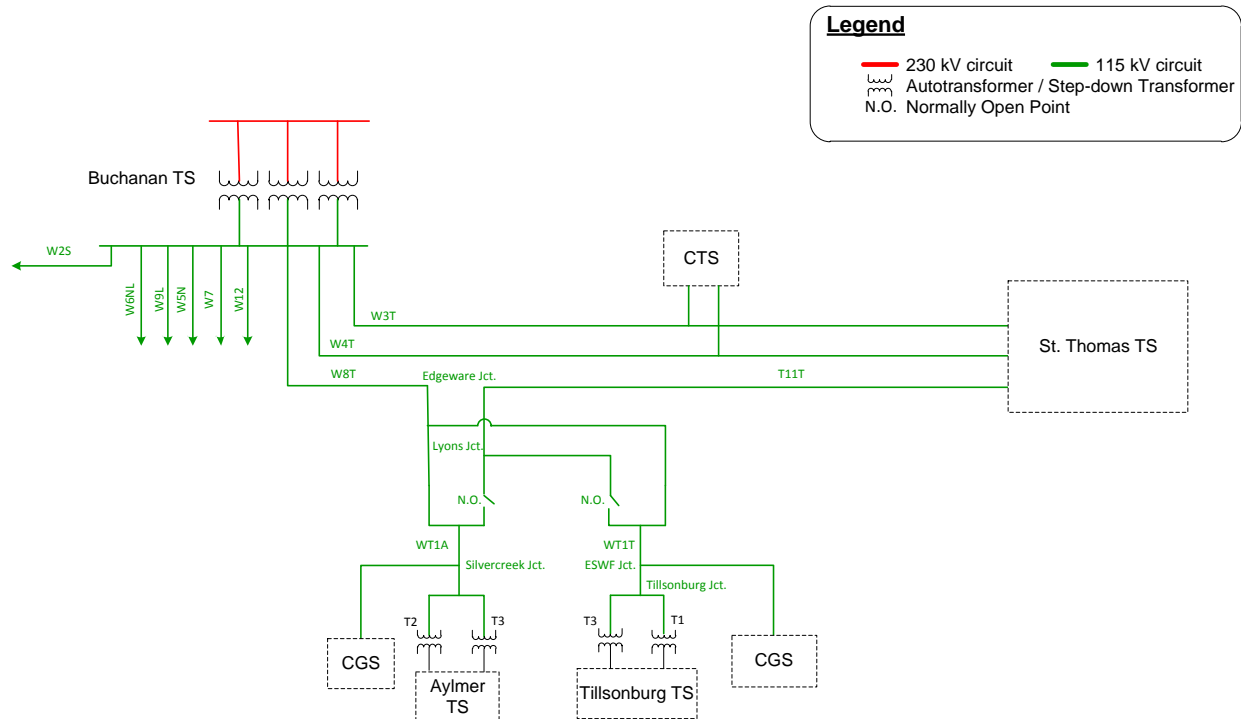 Legend
230 kV circuit
115 kV circuit
Autotransformer / Step-down Transformer
N.O. Normally Open Point
Buchanan TS
W2S
W6NL
W9L
W5N
W7
W12
CTS
W3T
St. Thomas TS
W4T
W8T
Edgeware Jct.
T11T
Lyons Jct.
N.O.
N.O.
WT1A
WT1T
Silvercreek Jct.
ESWF Jct.
Tillsonburg Jct.
T2
T3
T3
T1
CGS
CGS
Aylmer
TS
Tillsonburg TS